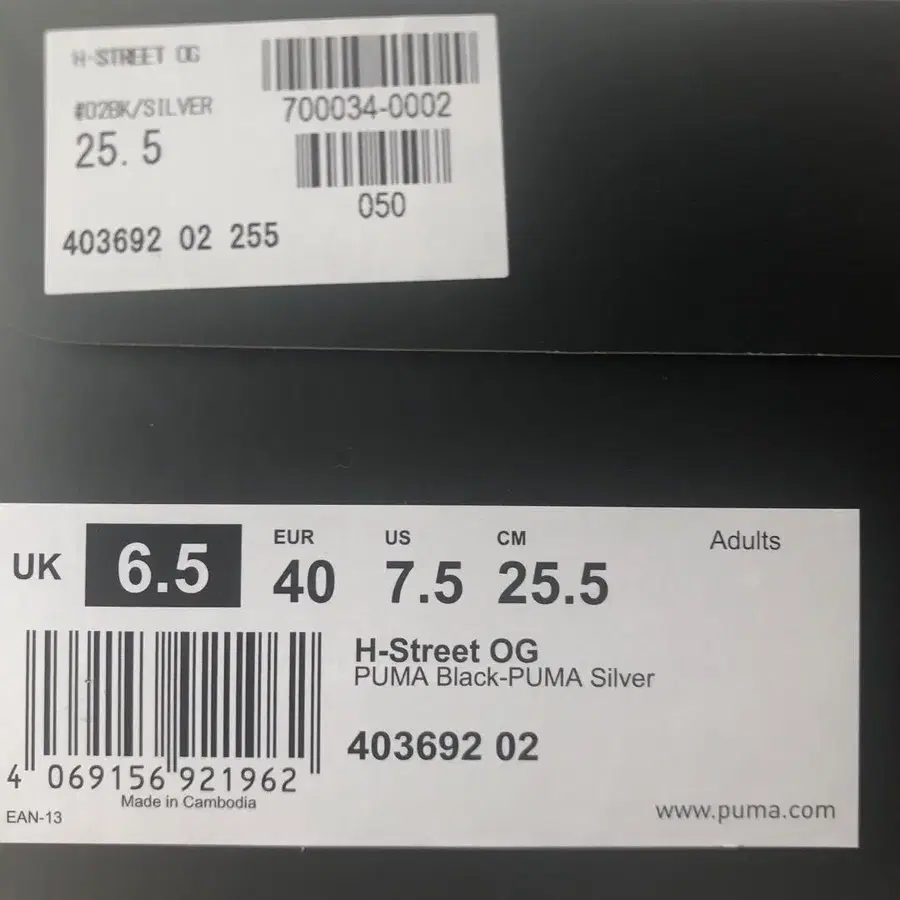 H-STREET OG
700034-0002
#02BK/SILVER
25.5
050
403692 02 255
UK 6.5
EUR 40
US 7.5
CM 25.5
Adults
H-Street OG
PUMA Black-PUMA Silver
403692 02
4 069156 921962
Made in Cambodia
EAN-13
www.puma.com